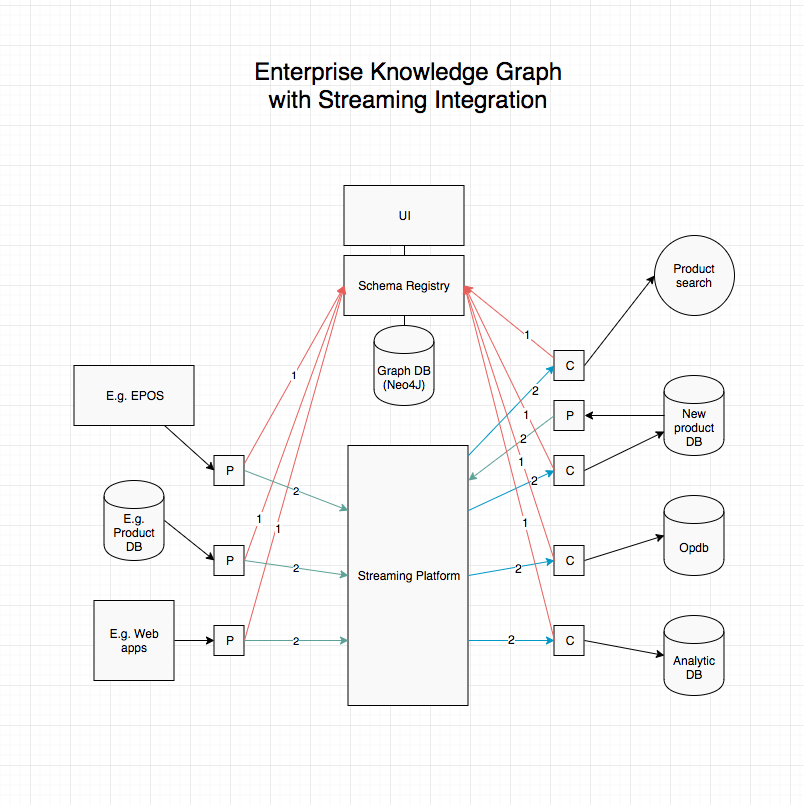 Enterprise Knowledge Graph
with Streaming Integration
UI
Schema Registry
Graph DB
(Neo4J)
Product
search
1
C
2
E.g. EPOS
1
P
New
product
DB
1
2
P
2
1
C
2
E.g.
Product
DB
1
1
1
P
2
Streaming Platform
2
C
Opdb
E.g. Web
apps
P
2
2
C
Analytic
DB